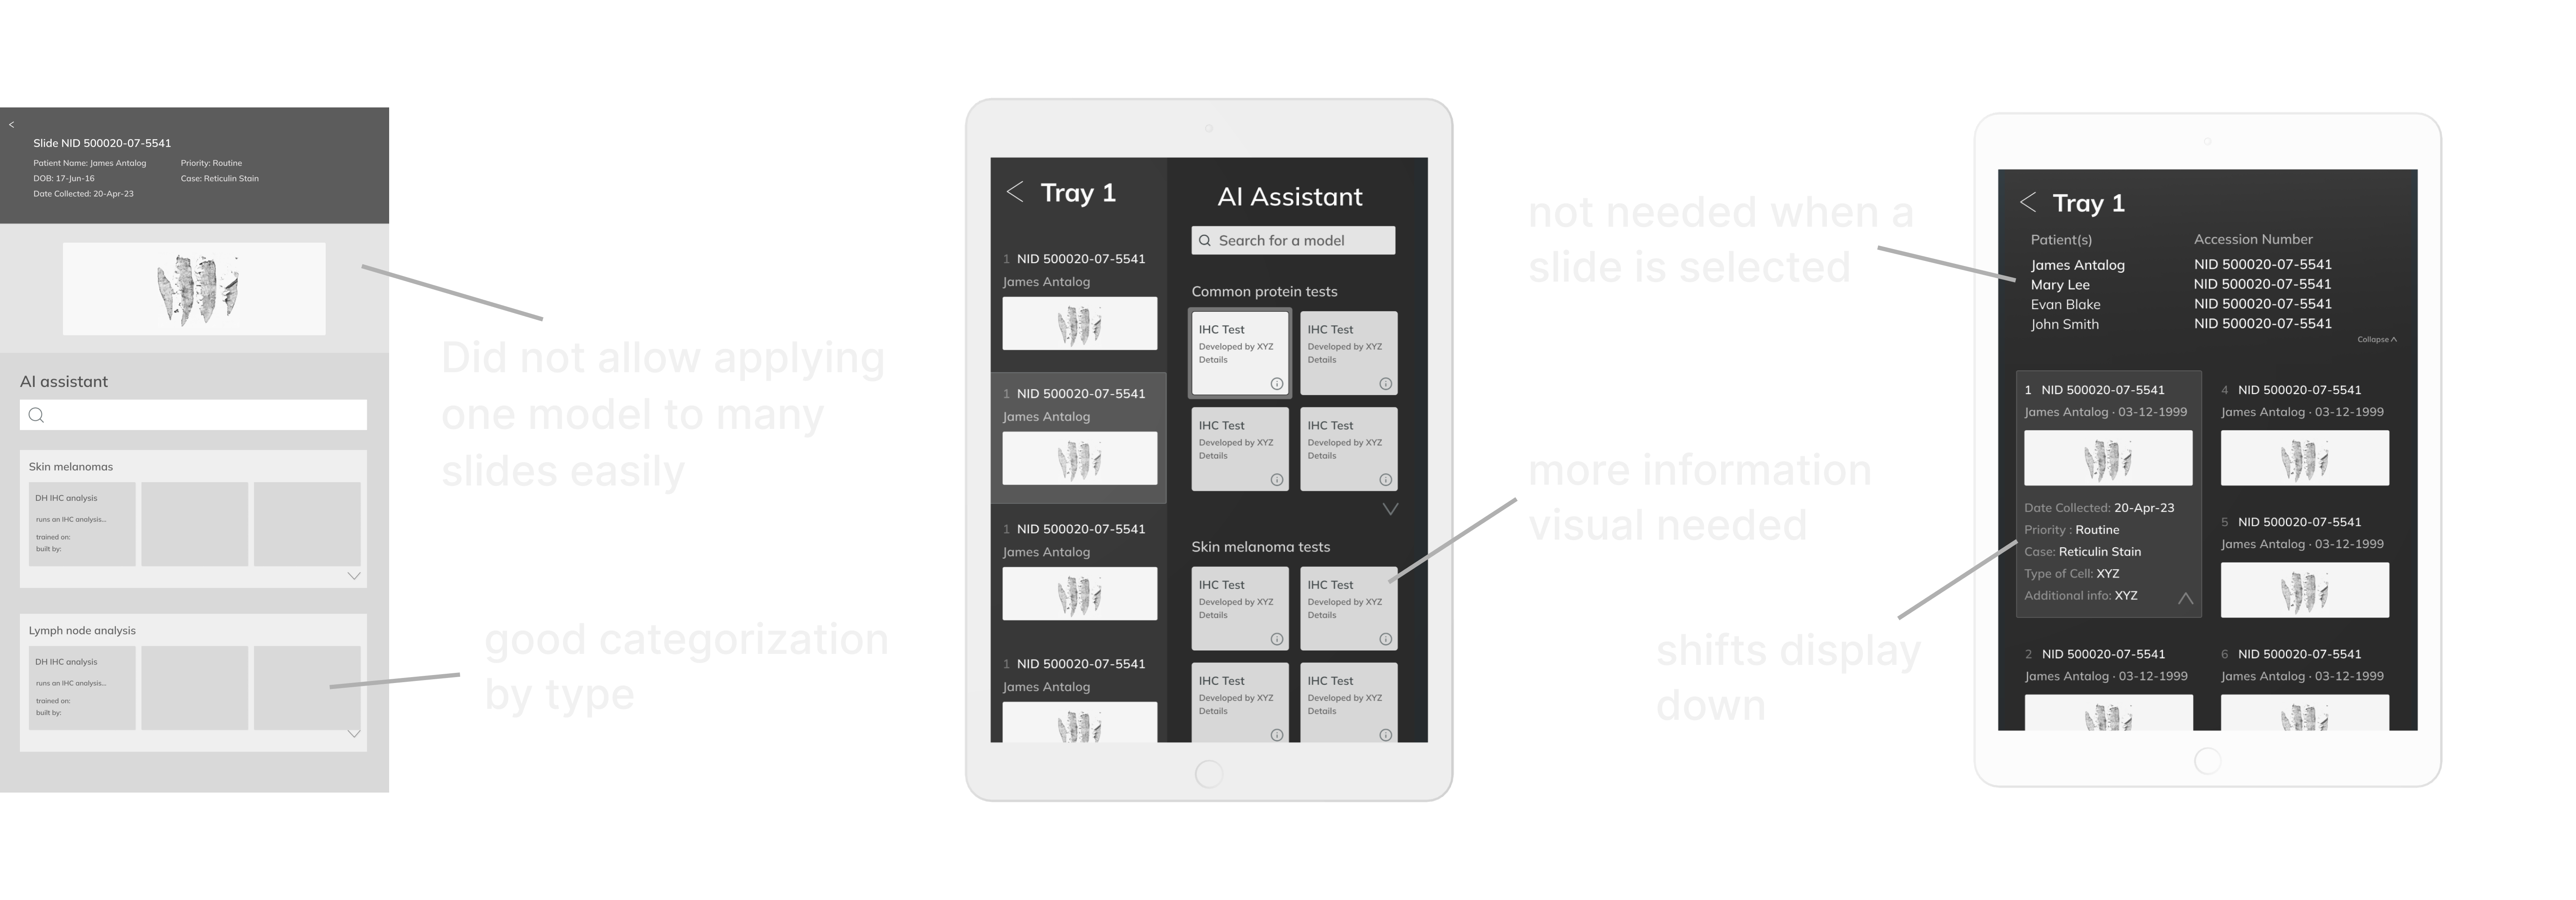 <
Slide NID 500020-07-5541
Patient Name: James Antalog
Priority: Routine
DOB: 17-Jun-16
Case: Reticulin Stain
Date Collected: 20-Apr-23
AI assistant
Skin melanomas
DH IHC analysis
runs an IHC analysis...
trained on:
built by:
Lymph node analysis
DH IHC analysis
runs an IHC analysis...
trained on:
built by:
Did not allow applying
one model to many
slides easily
good categorization
by type
Tray 1
1 NID 500020-07-5541
James Antalog
1 NID 500020-07-5541
James Antalog
1 NID 500020-07-5541
James Antalog
1 NID 500020-07-5541
James Antalog
AI Assistant
Search for a model
Common protein tests
IHC Test
Developed by XYZ
Details
IHC Test
Developed by XYZ
Details
IHC Test
Developed by XYZ
Details
IHC Test
Developed by XYZ
Details
Skin melanoma tests
IHC Test
Developed by XYZ
Details
IHC Test
Developed by XYZ
Details
IHC Test
Developed by XYZ
Details
IHC Test
Developed by XYZ
Details
not needed when a
slide is selected
more information
visual needed
shifts display
down
Tray 1
Patient(s)
Accession Number
James Antalog
NID 500020-07-5541
Mary Lee
NID 500020-07-5541
Evan Blake
NID 500020-07-5541
John Smith
NID 500020-07-5541
Collapse
1 NID 500020-07-5541
James Antalog · 03-12-1999
Date Collected: 20-Apr-23
Priority : Routine
Case: Reticulin Stain
Type of Cell: XYZ
Additional info: XYZ
2 NID 500020-07-5541
James Antalog · 03-12-1999
4 NID 500020-07-5541
James Antalog · 03-12-1999
5 NID 500020-07-5541
James Antalog · 03-12-1999
6 NID 500020-07-5541
James Antalog · 03-12-1999